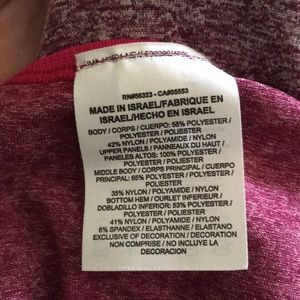 RN#56323 - CA#05553
MADE IN ISRAEL/FABRIQUE EN
ISRAEL/HECHO EN ISRAEL
BODY / CORPS / CUERPO: 58% POLYESTER
/ POLYESTER / POLIESTER
42% NYLON / POLYAMIDE / NYLON
UPPER PANELS / PANNEAUX DU HAUT /
PANELES ALTOS: 100% POLYESTER /
POLYESTER / POLIESTER
MIDDLE BODY / CORPS MILIEU / CUERPO
PRINCIPAL: 65% POLYESTER / POLYESTER
/ POLIESTER
35% NYLON / POLYAMIDE / NYLON
BOTTOM HEM / OURLET INFERIEUR /
DOBLADILLO INFERIOR: 53% POLYESTER /
POLYESTER / POLIESTER
41% NYLON / POLYAMIDE / NYLON
6% SPANDEX / ELASTHANNE / ELASTANO
EXCLUSIVE OF DECORATION / DECORATION
NON COMPRISE / NO INCLUYE LA
DECORACION